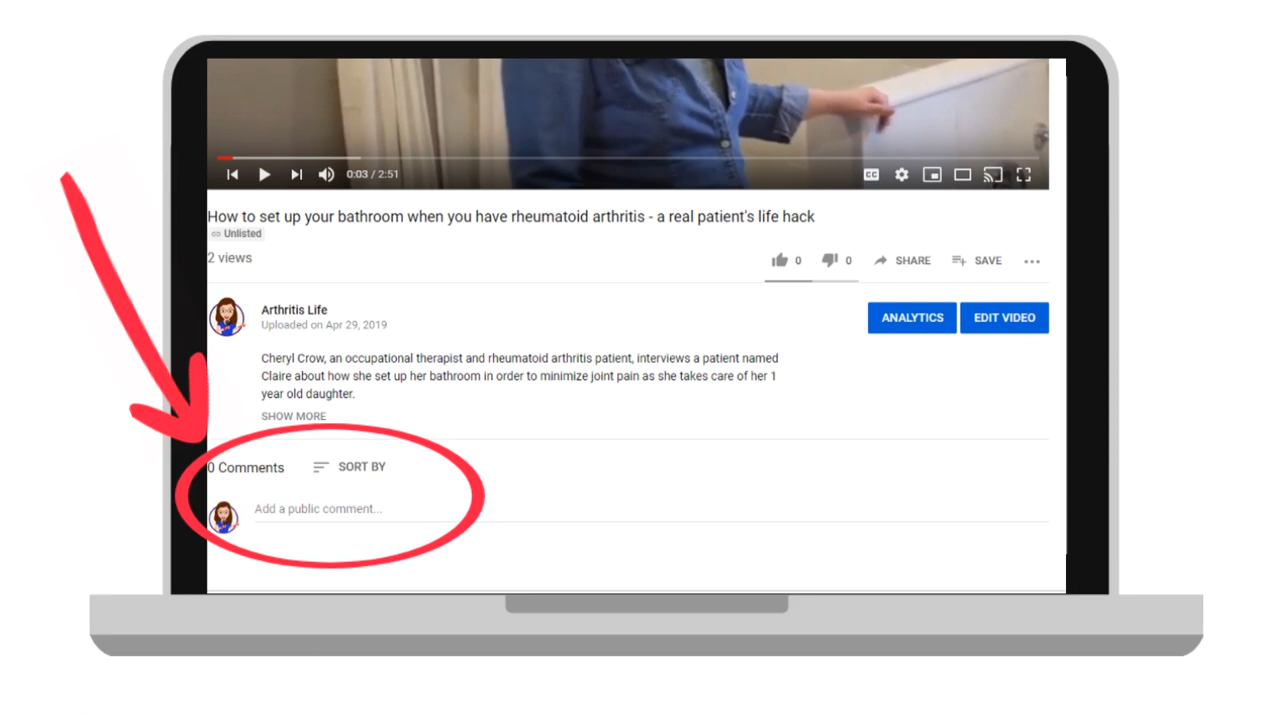 0:03 / 2:51
CC
How to set up your bathroom when you have rheumatoid arthritis - a real patient's life hack
Unlisted
2 views
0 0 SHARE SAVE
Arthritis Life
Uploaded on Apr 29, 2019
ANALYTICS EDIT VIDEO
Cheryl Crow, an occupational therapist and rheumatoid arthritis patient, interviews a patient named
Claire about how she set up her bathroom in order to minimize joint pain as she takes care of her 1
year old daughter.
SHOW MORE
0 Comments SORT BY
Add a public comment...